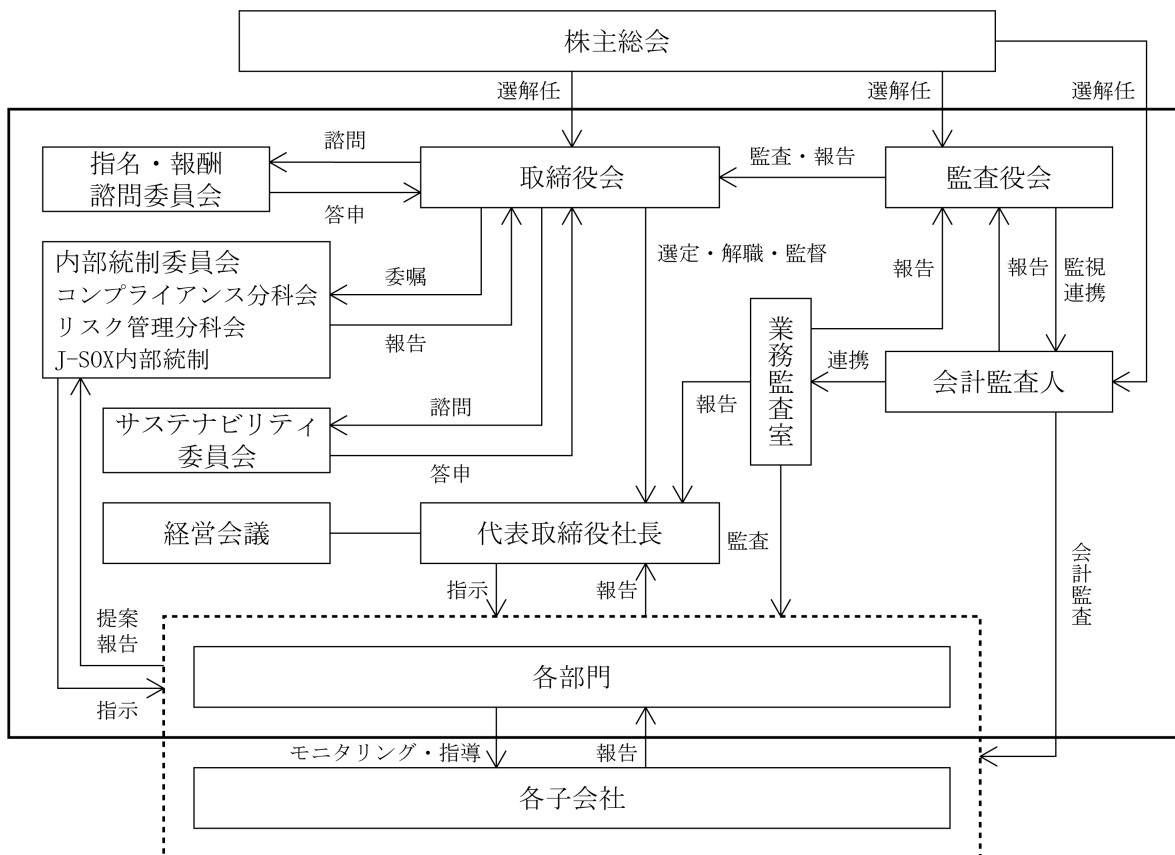 株主総会
選解任
選解任
選解任
指名・報酬
諮問委員会
諮問
答申
取締役会
監査・報告
監査役会
内部統制委員会
コンプライアンス分科会
リスク管理分科会
J-SOX内部統制
委嘱
報告
選定・解職・監督
報告
報告
監視
連携
業務監査室
連携
会計監査人
報告
サステナビリティ
委員会
諮問
答申
経営会議
代表取締役社長
監査
会計監査
指示
報告
提案
報告
指示
各部門
モニタリング・指導
報告
各子会社